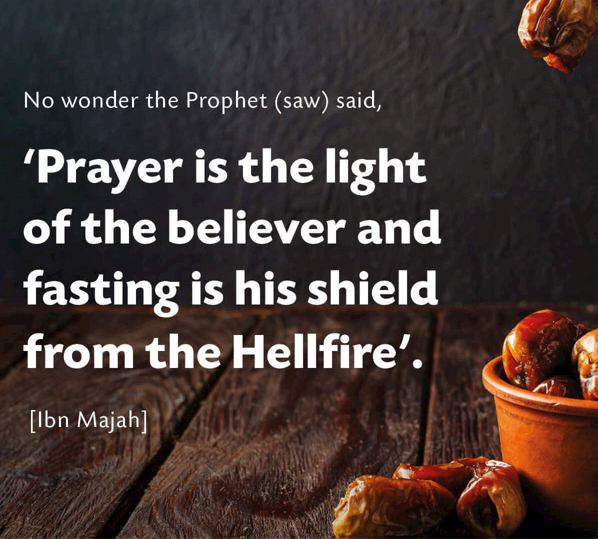 No wonder the Prophet (saw) said,
‘Prayer is the light
of the believer and
fasting is his shield
from the Hellfire’.
[Ibn Majah]